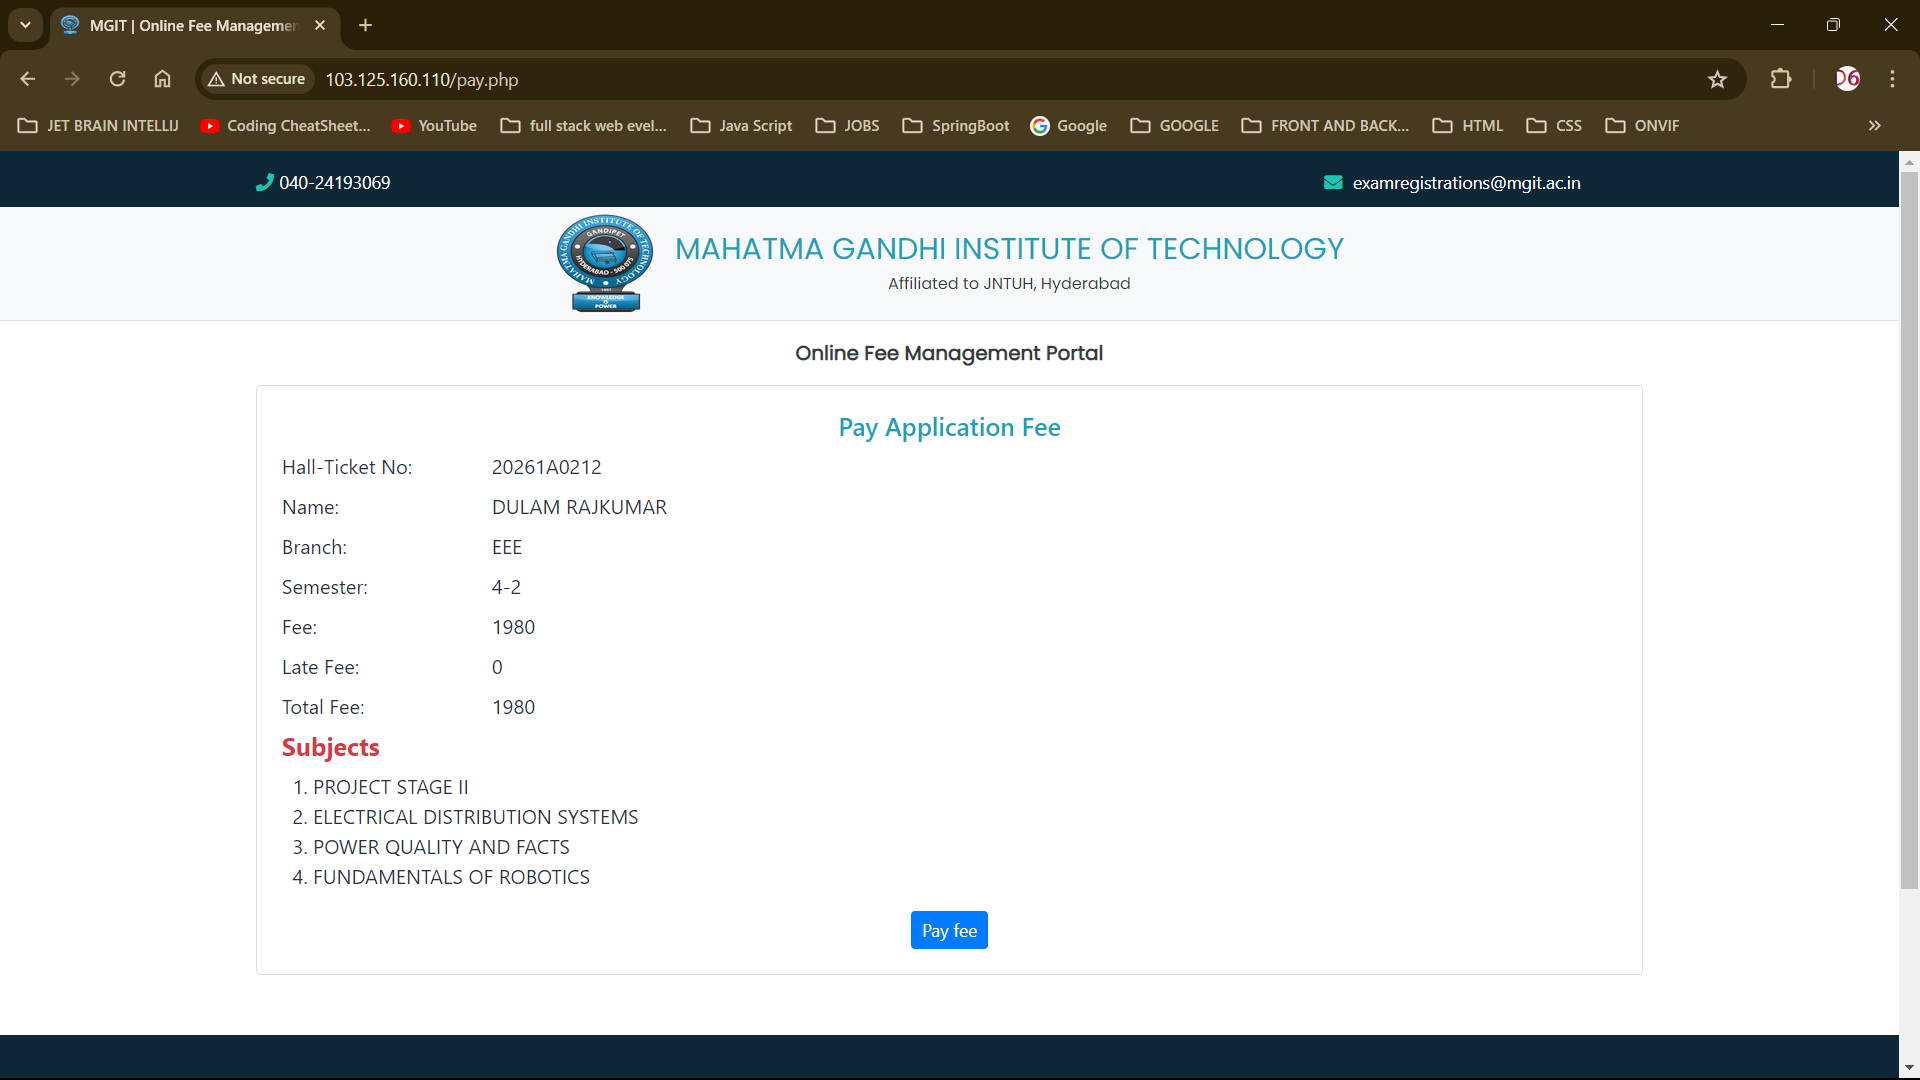 MGIT | Online Fee Managemen
Not secure
103.125.160.110/pay.php
JET BRAIN INTELLIJ
Coding CheatSheet...
YouTube
full stack web evel...
Java Script
JOBS
SpringBoot
Google
GOOGLE
FRONT AND BACK...
HTML
CSS
ONVIF
040-24193069
examregistrations@mgit.ac.in
MAHATMA GANDHI INSTITUTE OF TECHNOLOGY
GANDIPET
HYDERABAD - 500 075
KNOWLEDGE
IS
POWER
MAHATMA GANDHI INSTITUTE OF TECHNOLOGY
Affiliated to JNTUH, Hyderabad
Online Fee Management Portal
Pay Application Fee
Hall-Ticket No: 20261A0212
Name: DULAM RAJKUMAR
Branch: EEE
Semester: 4-2
Fee: 1980
Late Fee: 0
Total Fee: 1980
Subjects
1. PROJECT STAGE II
2. ELECTRICAL DISTRIBUTION SYSTEMS
3. POWER QUALITY AND FACTS
4. FUNDAMENTALS OF ROBOTICS
Pay fee